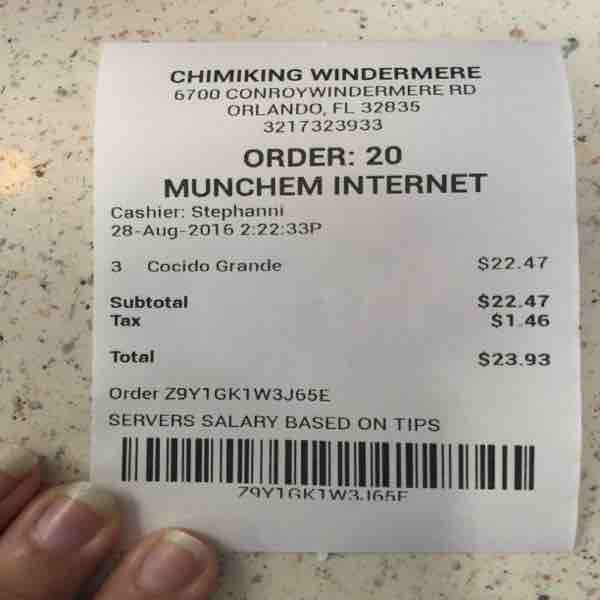 CHIMIKING WINDERMERE
6700 CONROYWINDERMERE RD
ORLANDO, FL 32835
3217323933
ORDER: 20
MUNCHEM INTERNET
Cashier: Stephanni
28-Aug-2016 2:22:33P
3 Cocido Grande $22.47
Subtotal $22.47
Tax $1.46
Total $23.93
Order Z9Y1GK1W3J65E
SERVERS SALARY BASED ON TIPS
Z9Y1GK1W3J65E